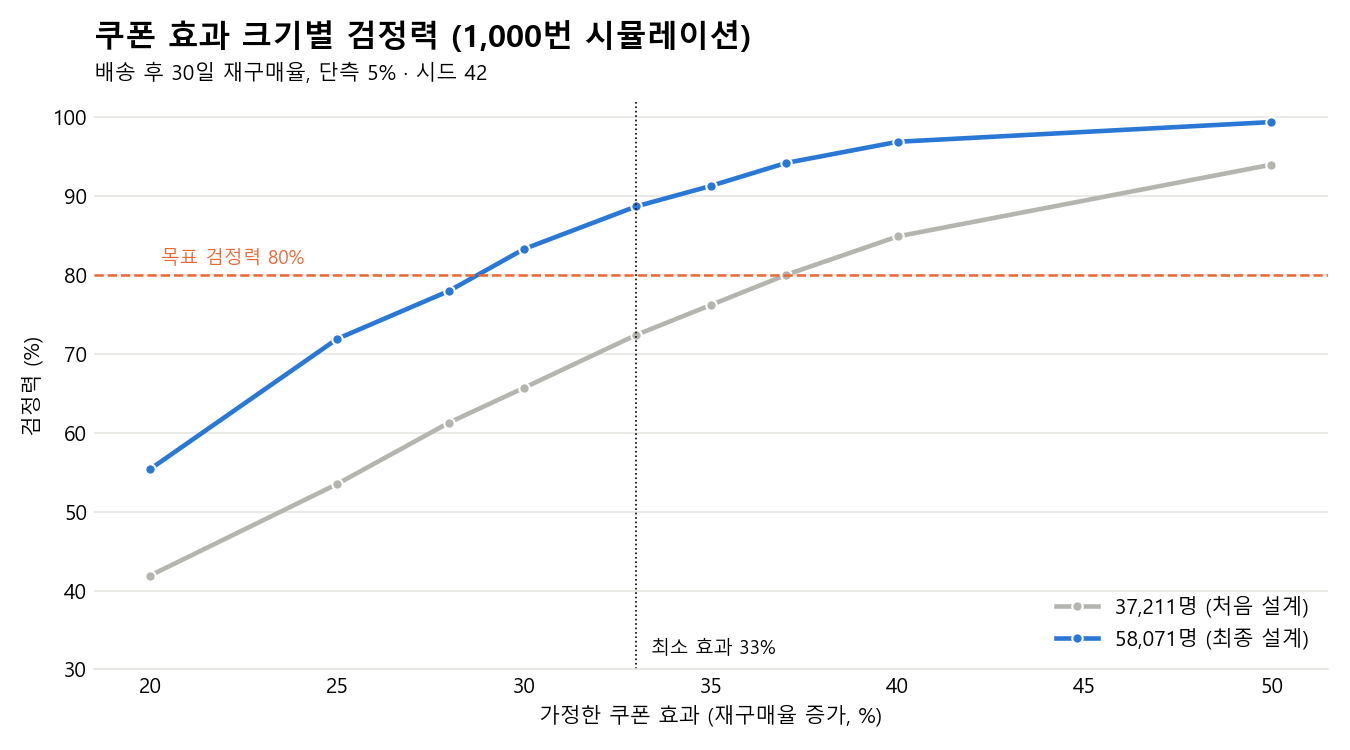 쿠폰 효과 크기별 검정력 (1,000번 시뮬레이션)
배송 후 30일 재구매율, 단측 5% · 시드 42
100
90
목표 검정력 80%
80
70
60
50
40
30
검정력 (%)
최소 효과 33%
37,211명 (처음 설계)
58,071명 (최종 설계)
20 25 30 35 40 45 50
가정한 쿠폰 효과 (재구매율 증가, %)